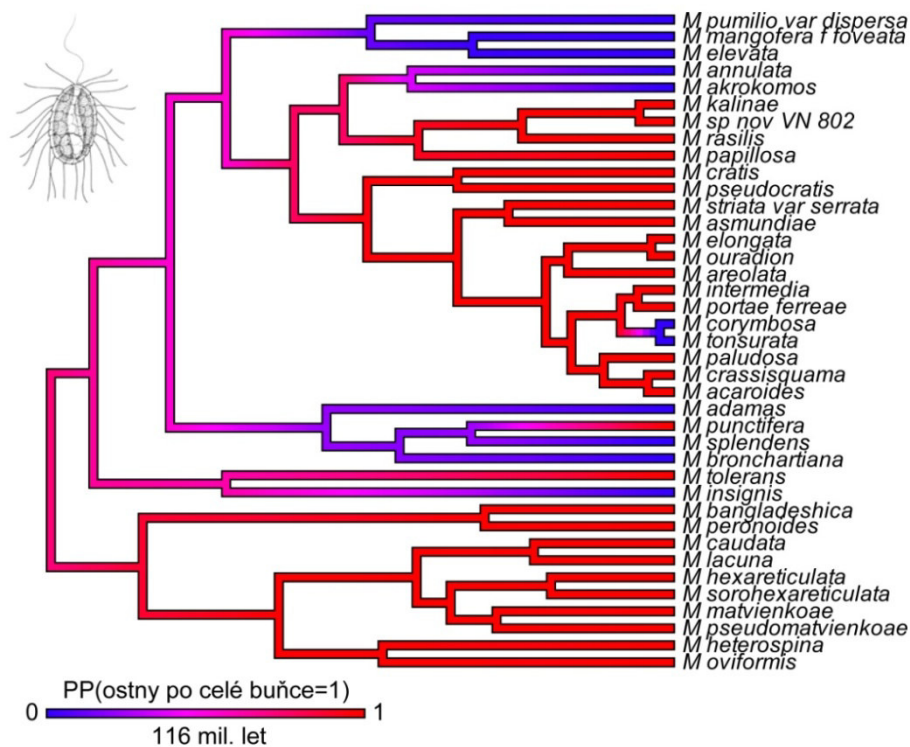 M pumilio var dispersa
M mangofera f foveata
M elevata
M annulata
M akrokomos
M kalinae
M sp nov VN 802
M rasilis
M papillosa
M cratis
M pseudocratis
M striata var serrata
M asmundiae
M elongata
M ouradion
M areolata
M intermedia
M portae ferreae
M corymbosa
M tonsurata
M paludosa
M crassisquama
M acaroides
M adamas
M punctifera
M splendens
M bronchartiana
M tolerans
M insignis
M bangladeshica
M peronoides
M caudata
M lacuna
M hexareticulata
M sorohexareticulata
M matvienkoae
M pseudomatvienkoae
M heterospina
M oviformis
PP(ostny po celé buňce=1)
0 1
116 mil. let